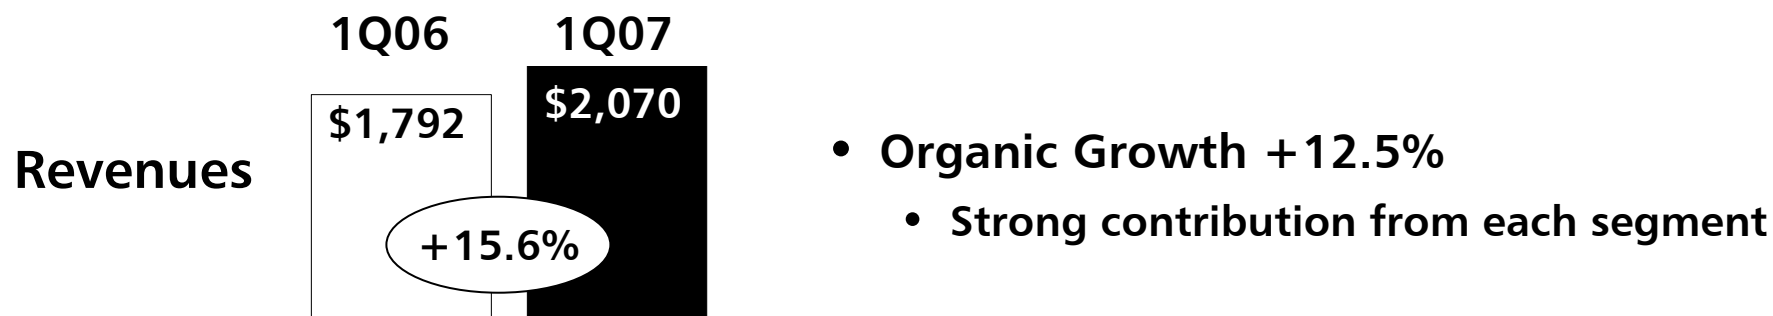 1Q06 1Q07
$1,792 $2,070
Revenues
+15.6%
• Organic Growth +12.5%
• Strong contribution from each segment